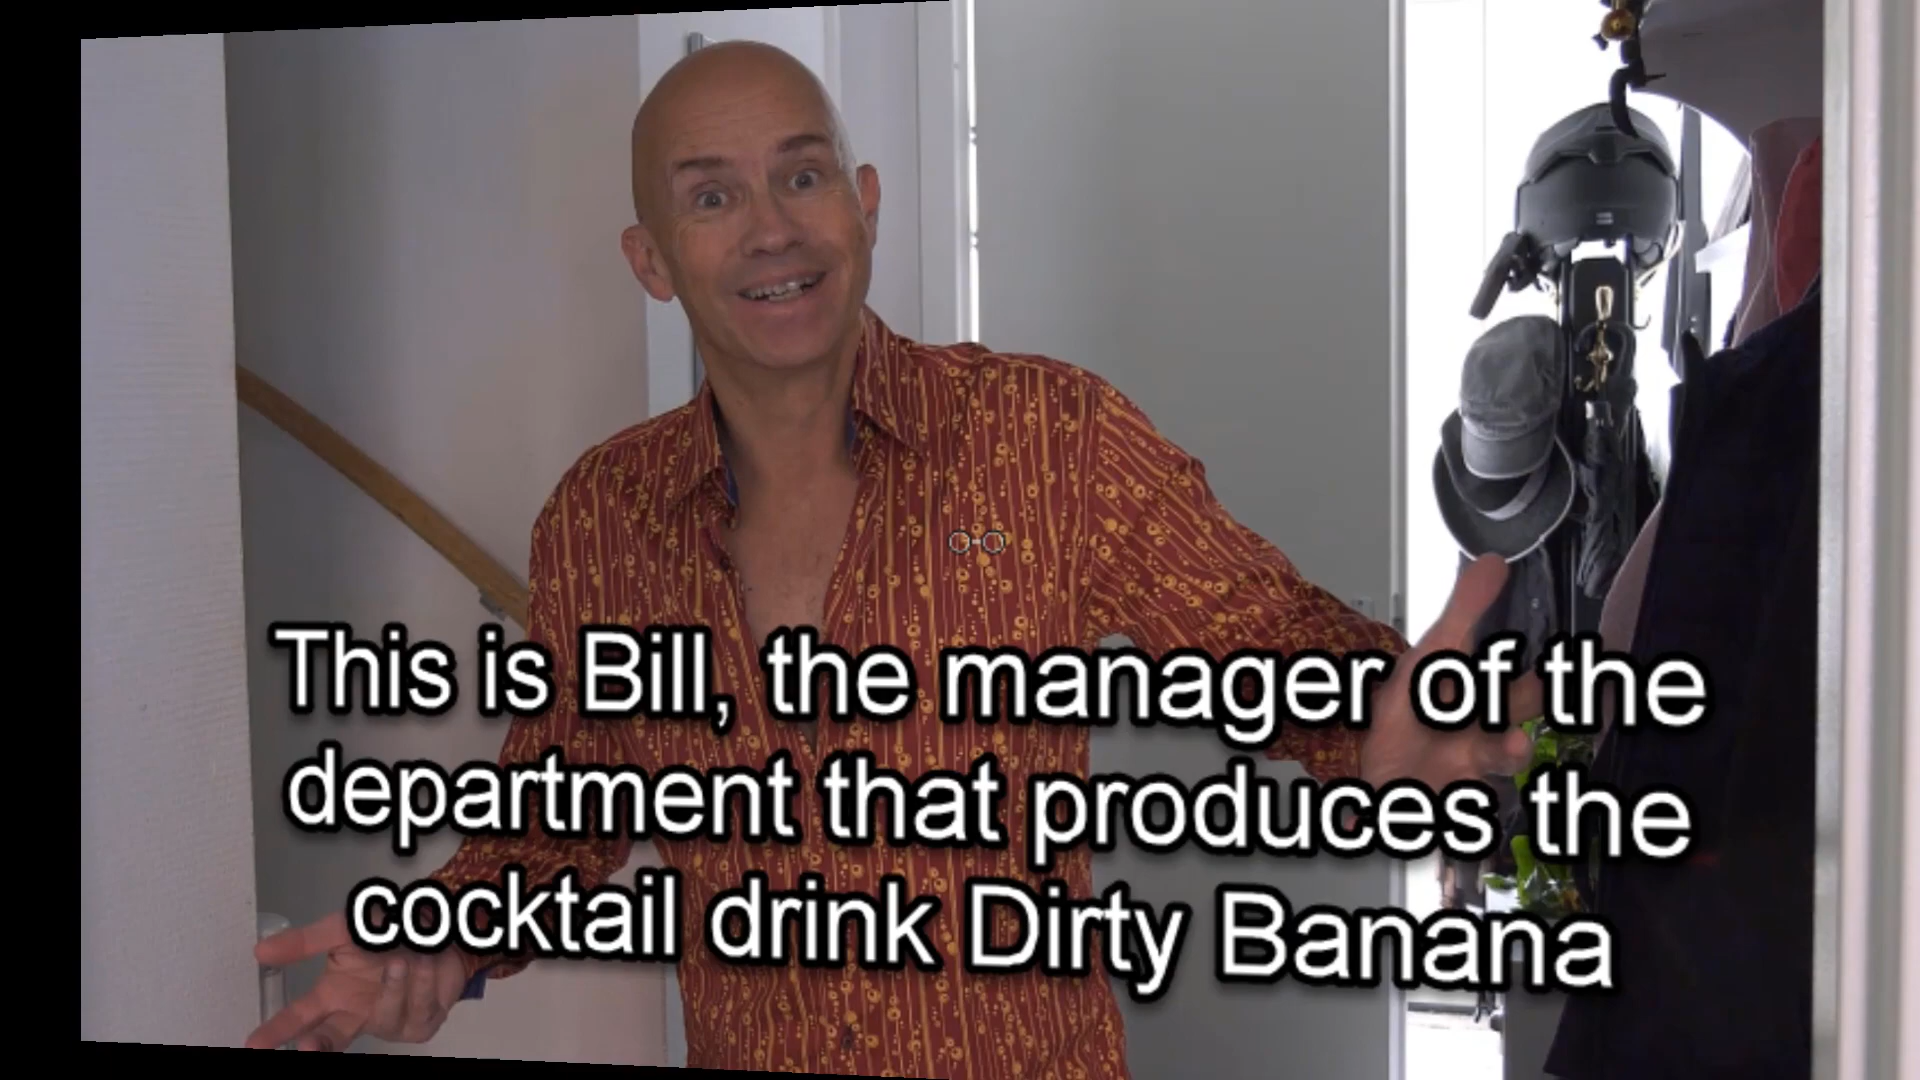 This is Bill, the manager of the
department that produces the
cocktail drink Dirty Banana